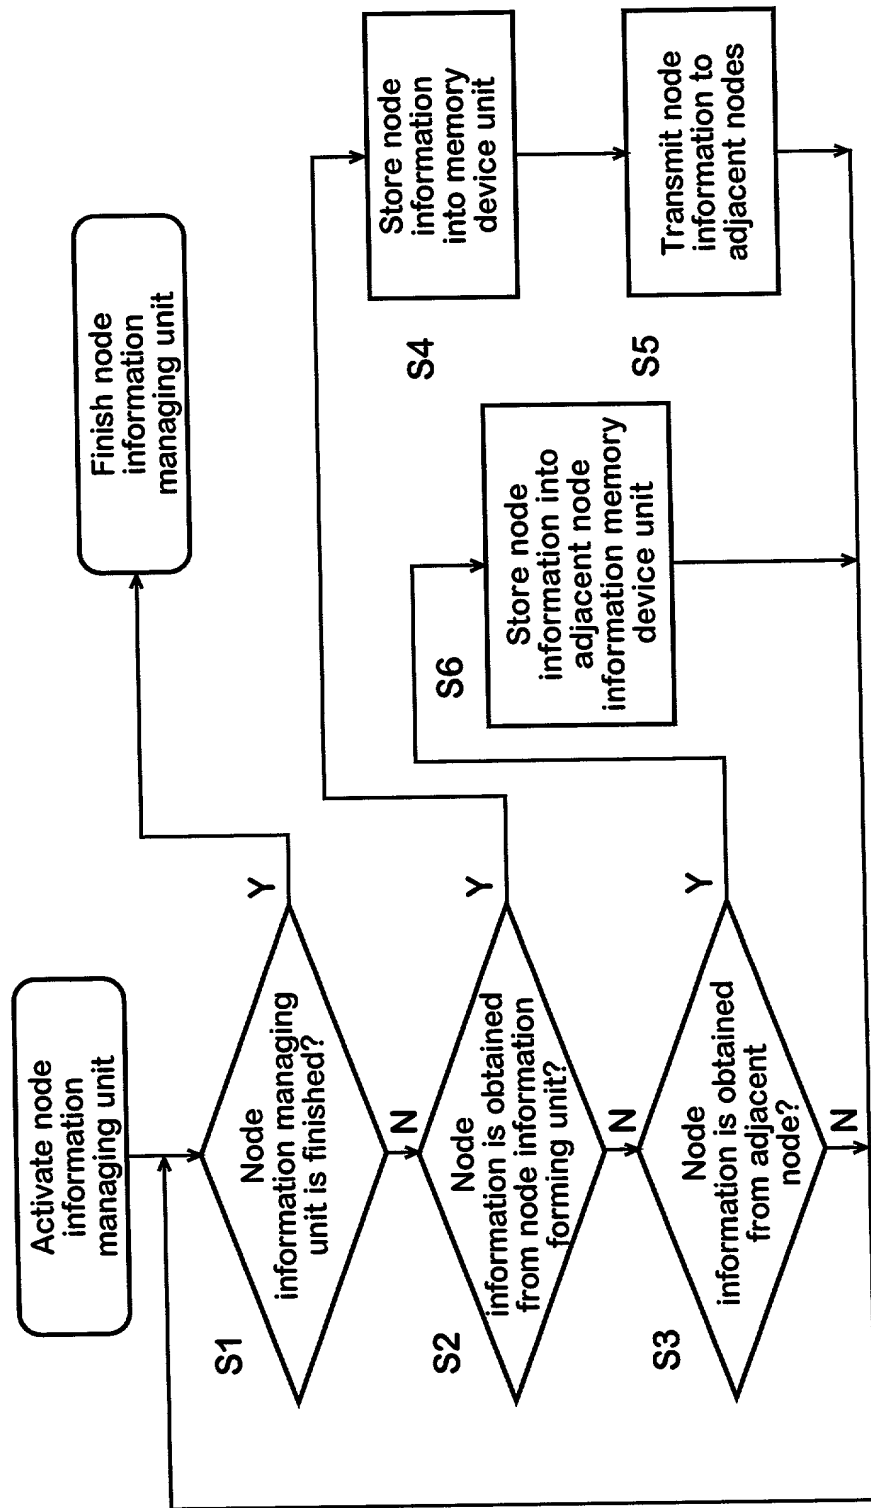 Activate node
information
managing unit
Finish node
information
managing unit
S1
Node
information managing
unit is finished?
Y
N
S2
Node
information is obtained
from node information
forming unit?
Y
N
S3
Node
information is obtained
from adjacent
node?
Y
N
S4
Store node
information
into memory
device unit
S5
Transmit node
information to
adjacent nodes
S6
Store node
information into
adjacent node
information memory
device unit